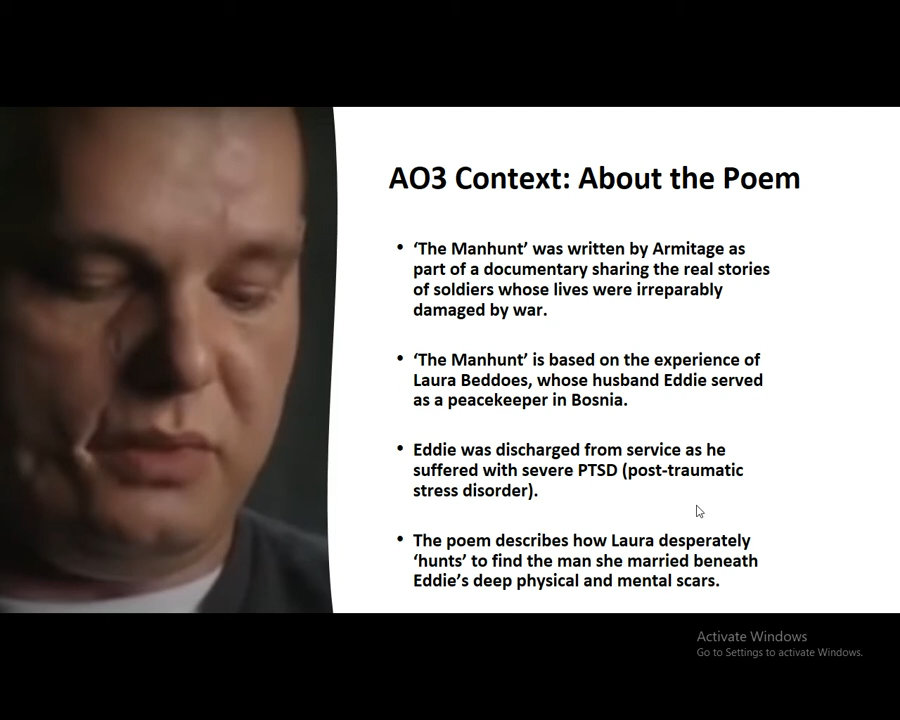 AO3 Context: About the Poem
• ‘The Manhunt’ was written by Armitage as
part of a documentary sharing the real stories
of soldiers whose lives were irreparably
damaged by war.
• ‘The Manhunt’ is based on the experience of
Laura Beddoes, whose husband Eddie served
as a peacekeeper in Bosnia.
• Eddie was discharged from service as he
suffered with severe PTSD (post-traumatic
stress disorder).
• The poem describes how Laura desperately
‘hunts’ to find the man she married beneath
Eddie’s deep physical and mental scars.
Activate Windows
Go to Settings to activate Windows.